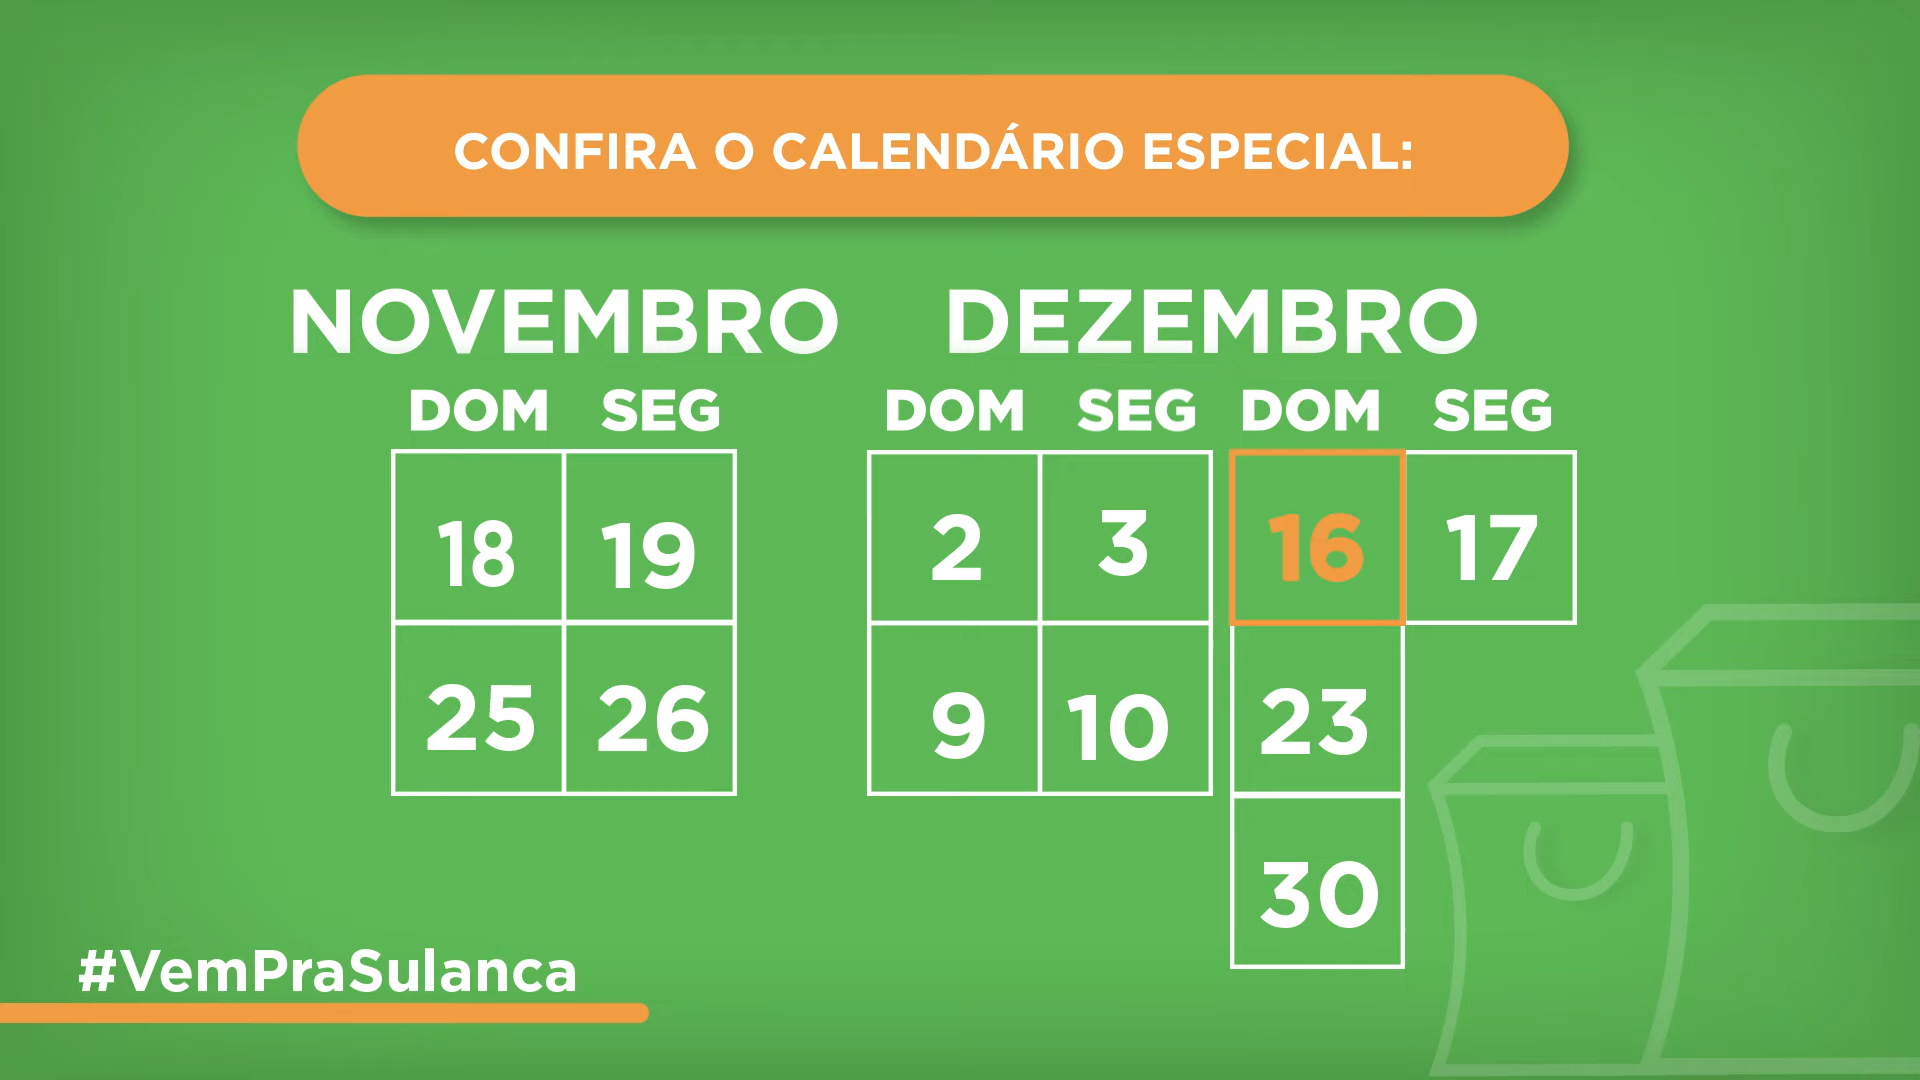 CONFIRA O CALENDÁRIO ESPECIAL:
NOVEMBRO DEZEMBRO
DOM SEG DOM SEG DOM SEG
18 19 2 3 16 17
25 26 9 10 23
30
#VemPraSulanca